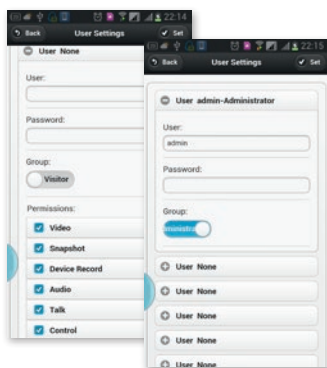 22:14
Back User Settings Set
User None
User:
Password:
Group:
Visitor
Permissions:
Video
Snapshot
Device Record
Audio
Talk
Control
22:15
Back User Settings Set
User admin-Administrator
User:
admin
Password:
Group:
ministra
User None
User None
User None
User None
User None